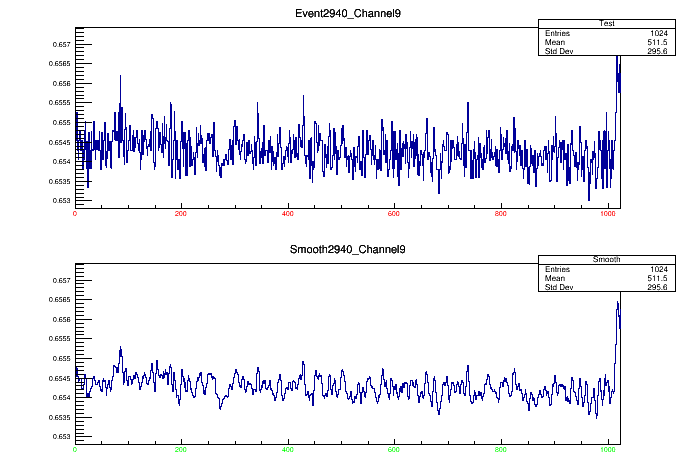 Event2940_Channel9
Test
Entries 1024
Mean 511.5
Std Dev 295.6
0.657
0.6565
0.656
0.6555
0.655
0.6545
0.654
0.6535
0.653
0 200 400 600 800 1000
Smooth2940_Channel9
Smooth
Entries 1024
Mean 511.5
Std Dev 295.6
0.657
0.6565
0.656
0.6555
0.655
0.6545
0.654
0.6535
0.653
0 200 400 600 800 1000